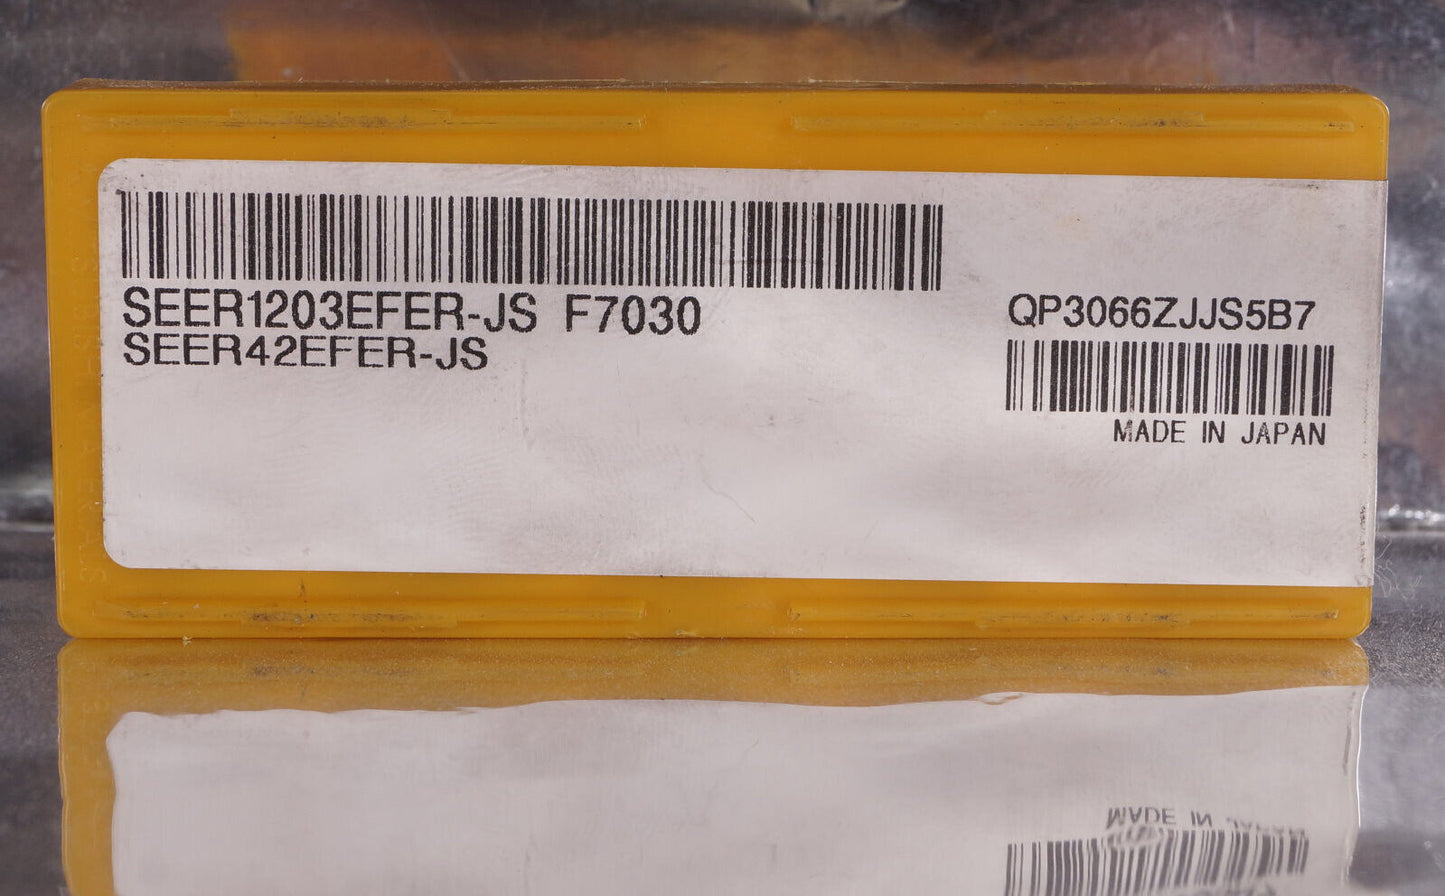 SEER1203EFER-JS F7030
SEER42EFER-JS
QP3066ZJJS5B7
MADE IN JAPAN